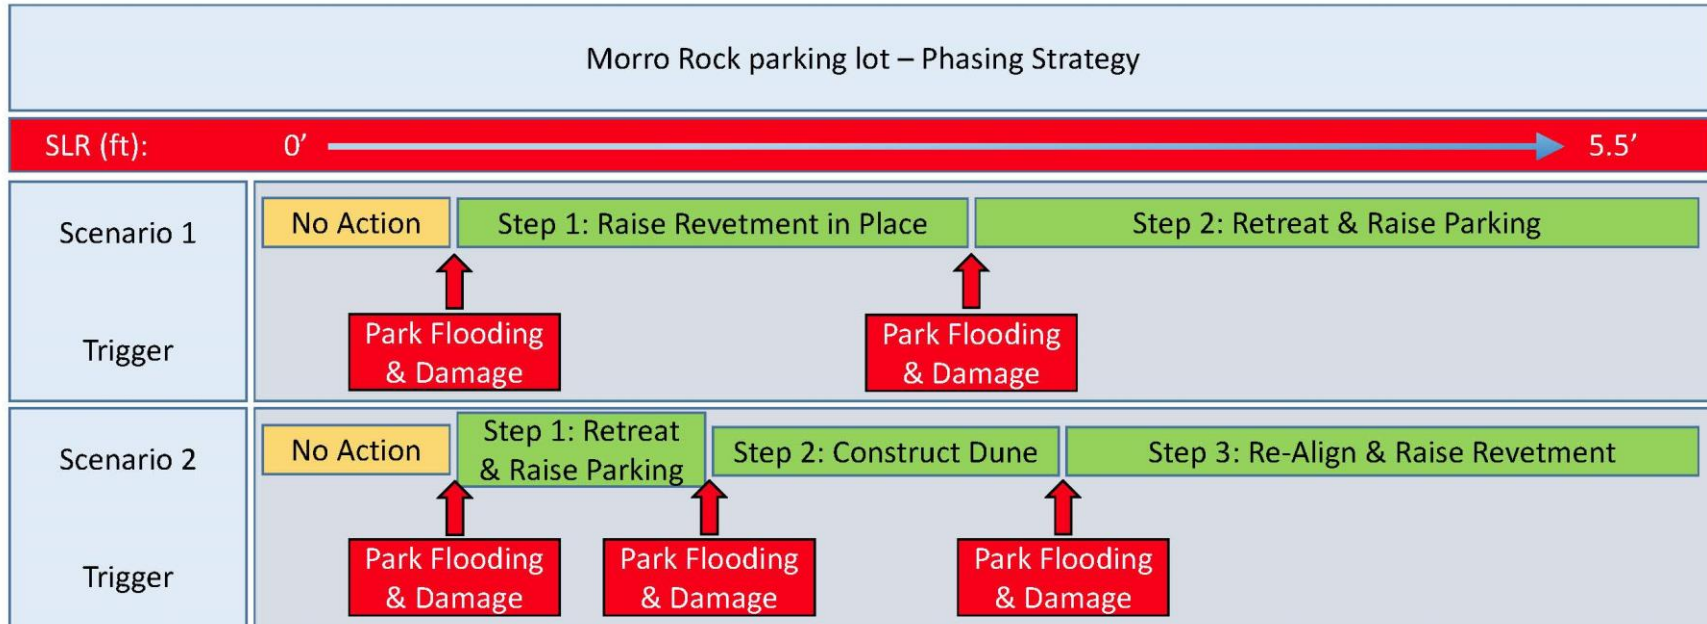 Morro Rock parking lot – Phasing Strategy
SLR (ft): 0’ 5.5’
Scenario 1
No Action
Step 1: Raise Revetment in Place
Step 2: Retreat & Raise Parking
Trigger
Park Flooding
& Damage
Park Flooding
& Damage
Scenario 2
No Action
Step 1: Retreat
& Raise Parking
Step 2: Construct Dune
Step 3: Re-Align & Raise Revetment
Trigger
Park Flooding
& Damage
Park Flooding
& Damage
Park Flooding
& Damage